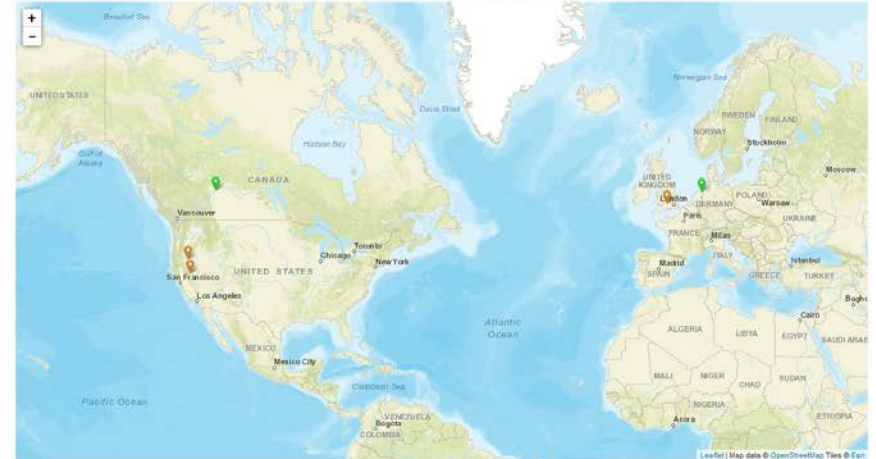 +
−
Beaufort Sea
UNITED STATES
Gulf of
Alaska
Hudson Bay
Davis Strait
Norwegian Sea
CANADA
Vancouver
San Francisco
Los Angeles
UNITED STATES
Chicago
Toronto
New York
MEXICO
Mexico City
Caribbean Sea
VENEZUELA
Bogota
COLOMBIA
Pacific Ocean
Atlantic
Ocean
SWEDEN
FINLAND
NORWAY
Stockholm
Moscow
UNITED
KINGDOM
London
GERMANY
POLAND
Warsaw
Paris
UKRAINE
FRANCE
Milan
ITALY
Madrid
SPAIN
Istanbul
GREECE
TURKEY
Baghd
Cairo
ALGERIA
LIBYA
EGYPT
SAUDI ARAB
MALI
NIGER
CHAD
SUDAN
NIGERIA
Accra
ETHIOPIA
Leaflet | Map data © OpenStreetMap Tiles © Esri